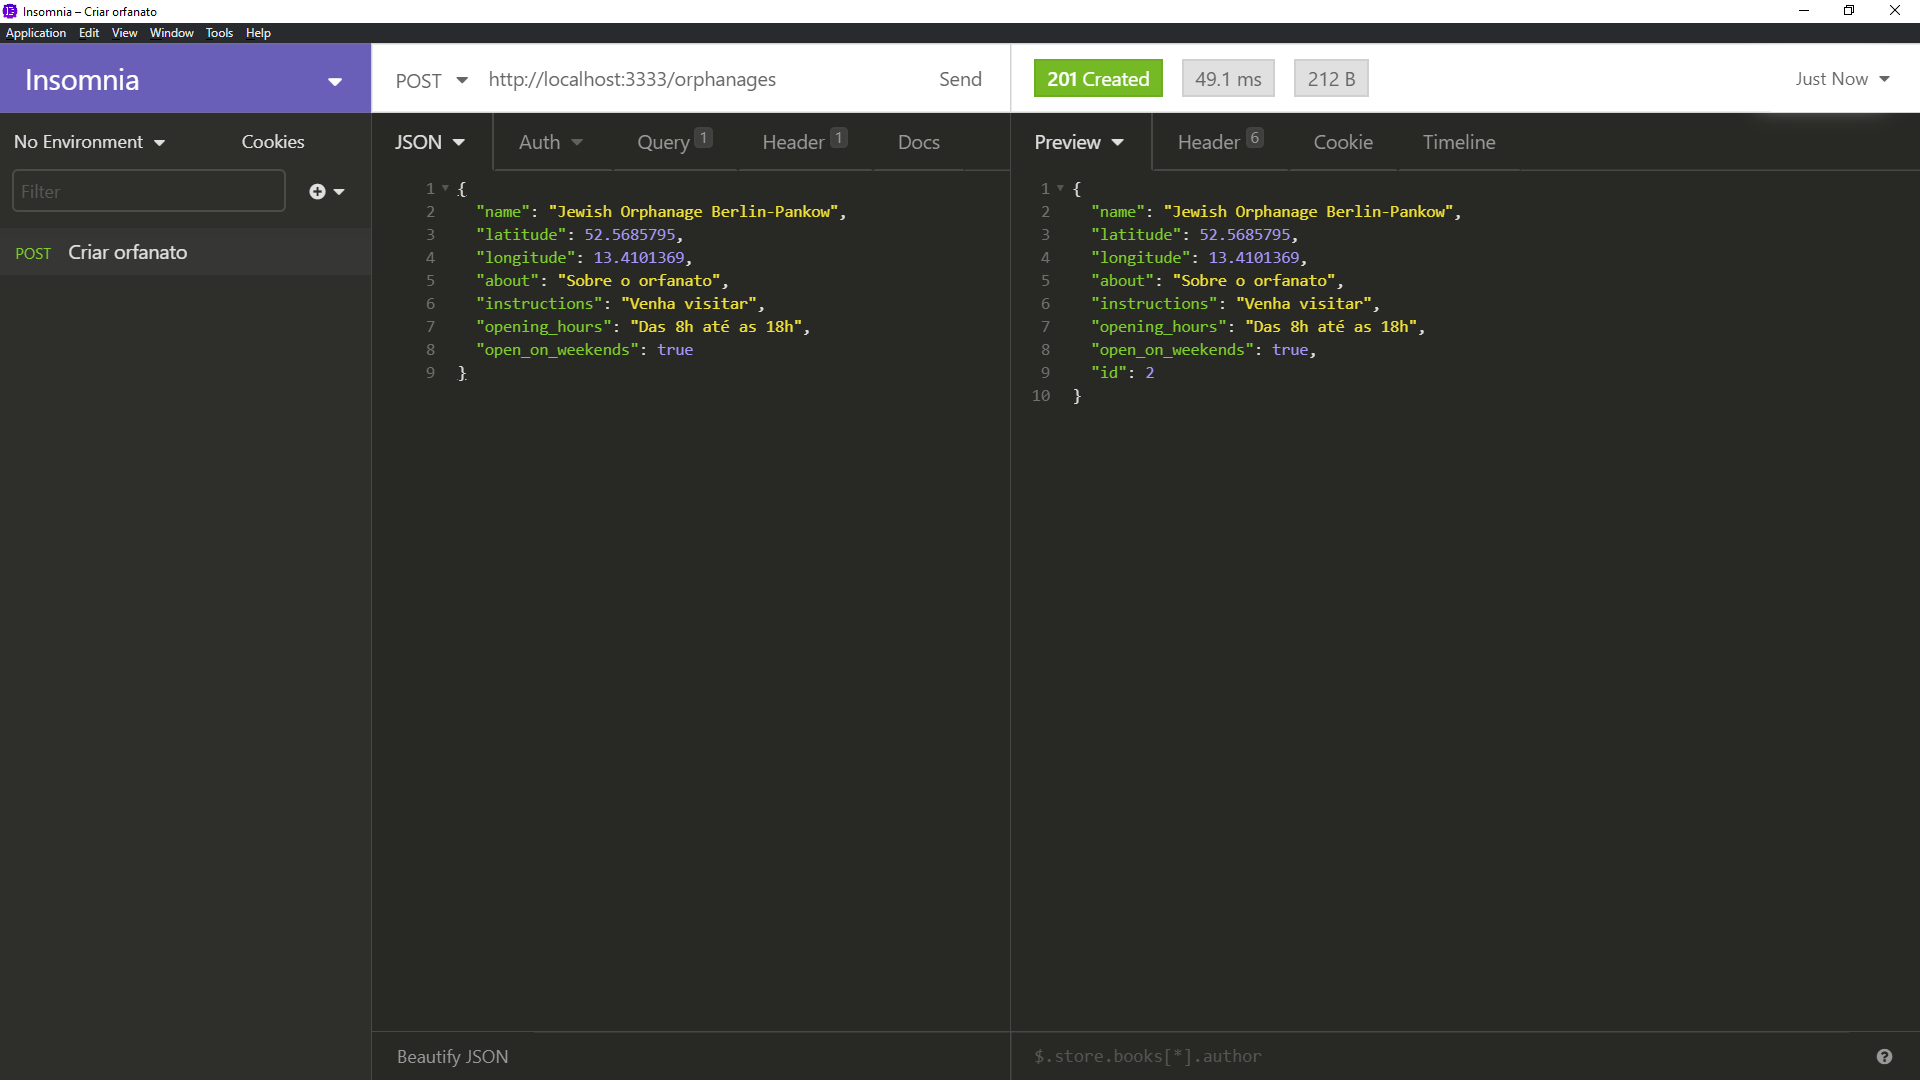 Insomnia – Criar orfanato
Application Edit View Window Tools Help
Insomnia
POST http://localhost:3333/orphanages Send
201 Created 49.1 ms 212 B Just Now
No Environment Cookies
Filter
POST Criar orfanato
JSON Auth Query 1 Header 1 Docs
1 {
2 "name": "Jewish Orphanage Berlin-Pankow",
3 "latitude": 52.5685795,
4 "longitude": 13.4101369,
5 "about": "Sobre o orfanato",
6 "instructions": "Venha visitar",
7 "opening_hours": "Das 8h até as 18h",
8 "open_on_weekends": true
9 }
Beautify JSON
Preview Header 6 Cookie Timeline
1 {
2 "name": "Jewish Orphanage Berlin-Pankow",
3 "latitude": 52.5685795,
4 "longitude": 13.4101369,
5 "about": "Sobre o orfanato",
6 "instructions": "Venha visitar",
7 "opening_hours": "Das 8h até as 18h",
8 "open_on_weekends": true,
9 "id": 2
10 }
$.store.books[*].author